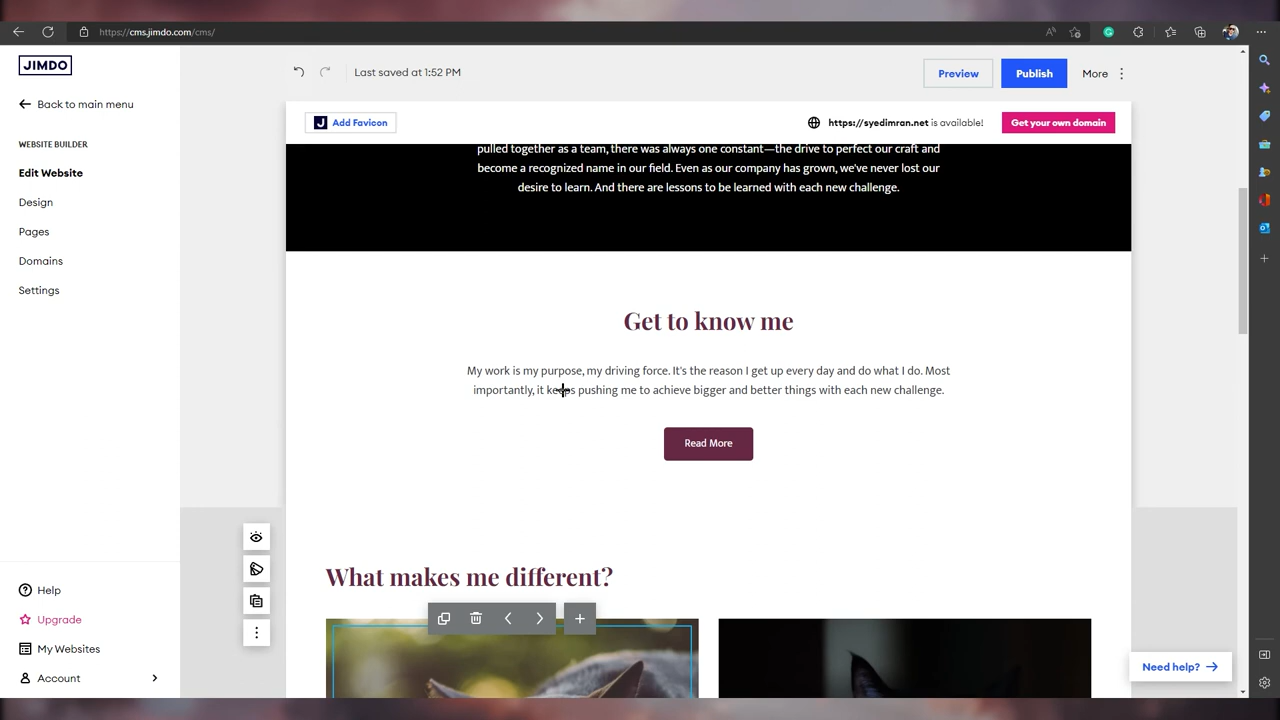 https://cms.jimdo.com/cms/
JIMDO
Last saved at 1:52 PM
Preview
Publish
More
Back to main menu
Add Favicon
https://syedimran.net is available!
Get your own domain
WEBSITE BUILDER
Edit Website
Design
Pages
Domains
Settings
pulled together as a team, there was always one constant—the drive to perfect our craft and
become a recognized name in our field. Even as our company has grown, we've never lost our
desire to learn. And there are lessons to be learned with each new challenge.
Get to know me
My work is my purpose, my driving force. It's the reason I get up every day and do what I do. Most
importantly, it keeps pushing me to achieve bigger and better things with each new challenge.
Read More
What makes me different?
Help
Upgrade
My Websites
Account
Need help?